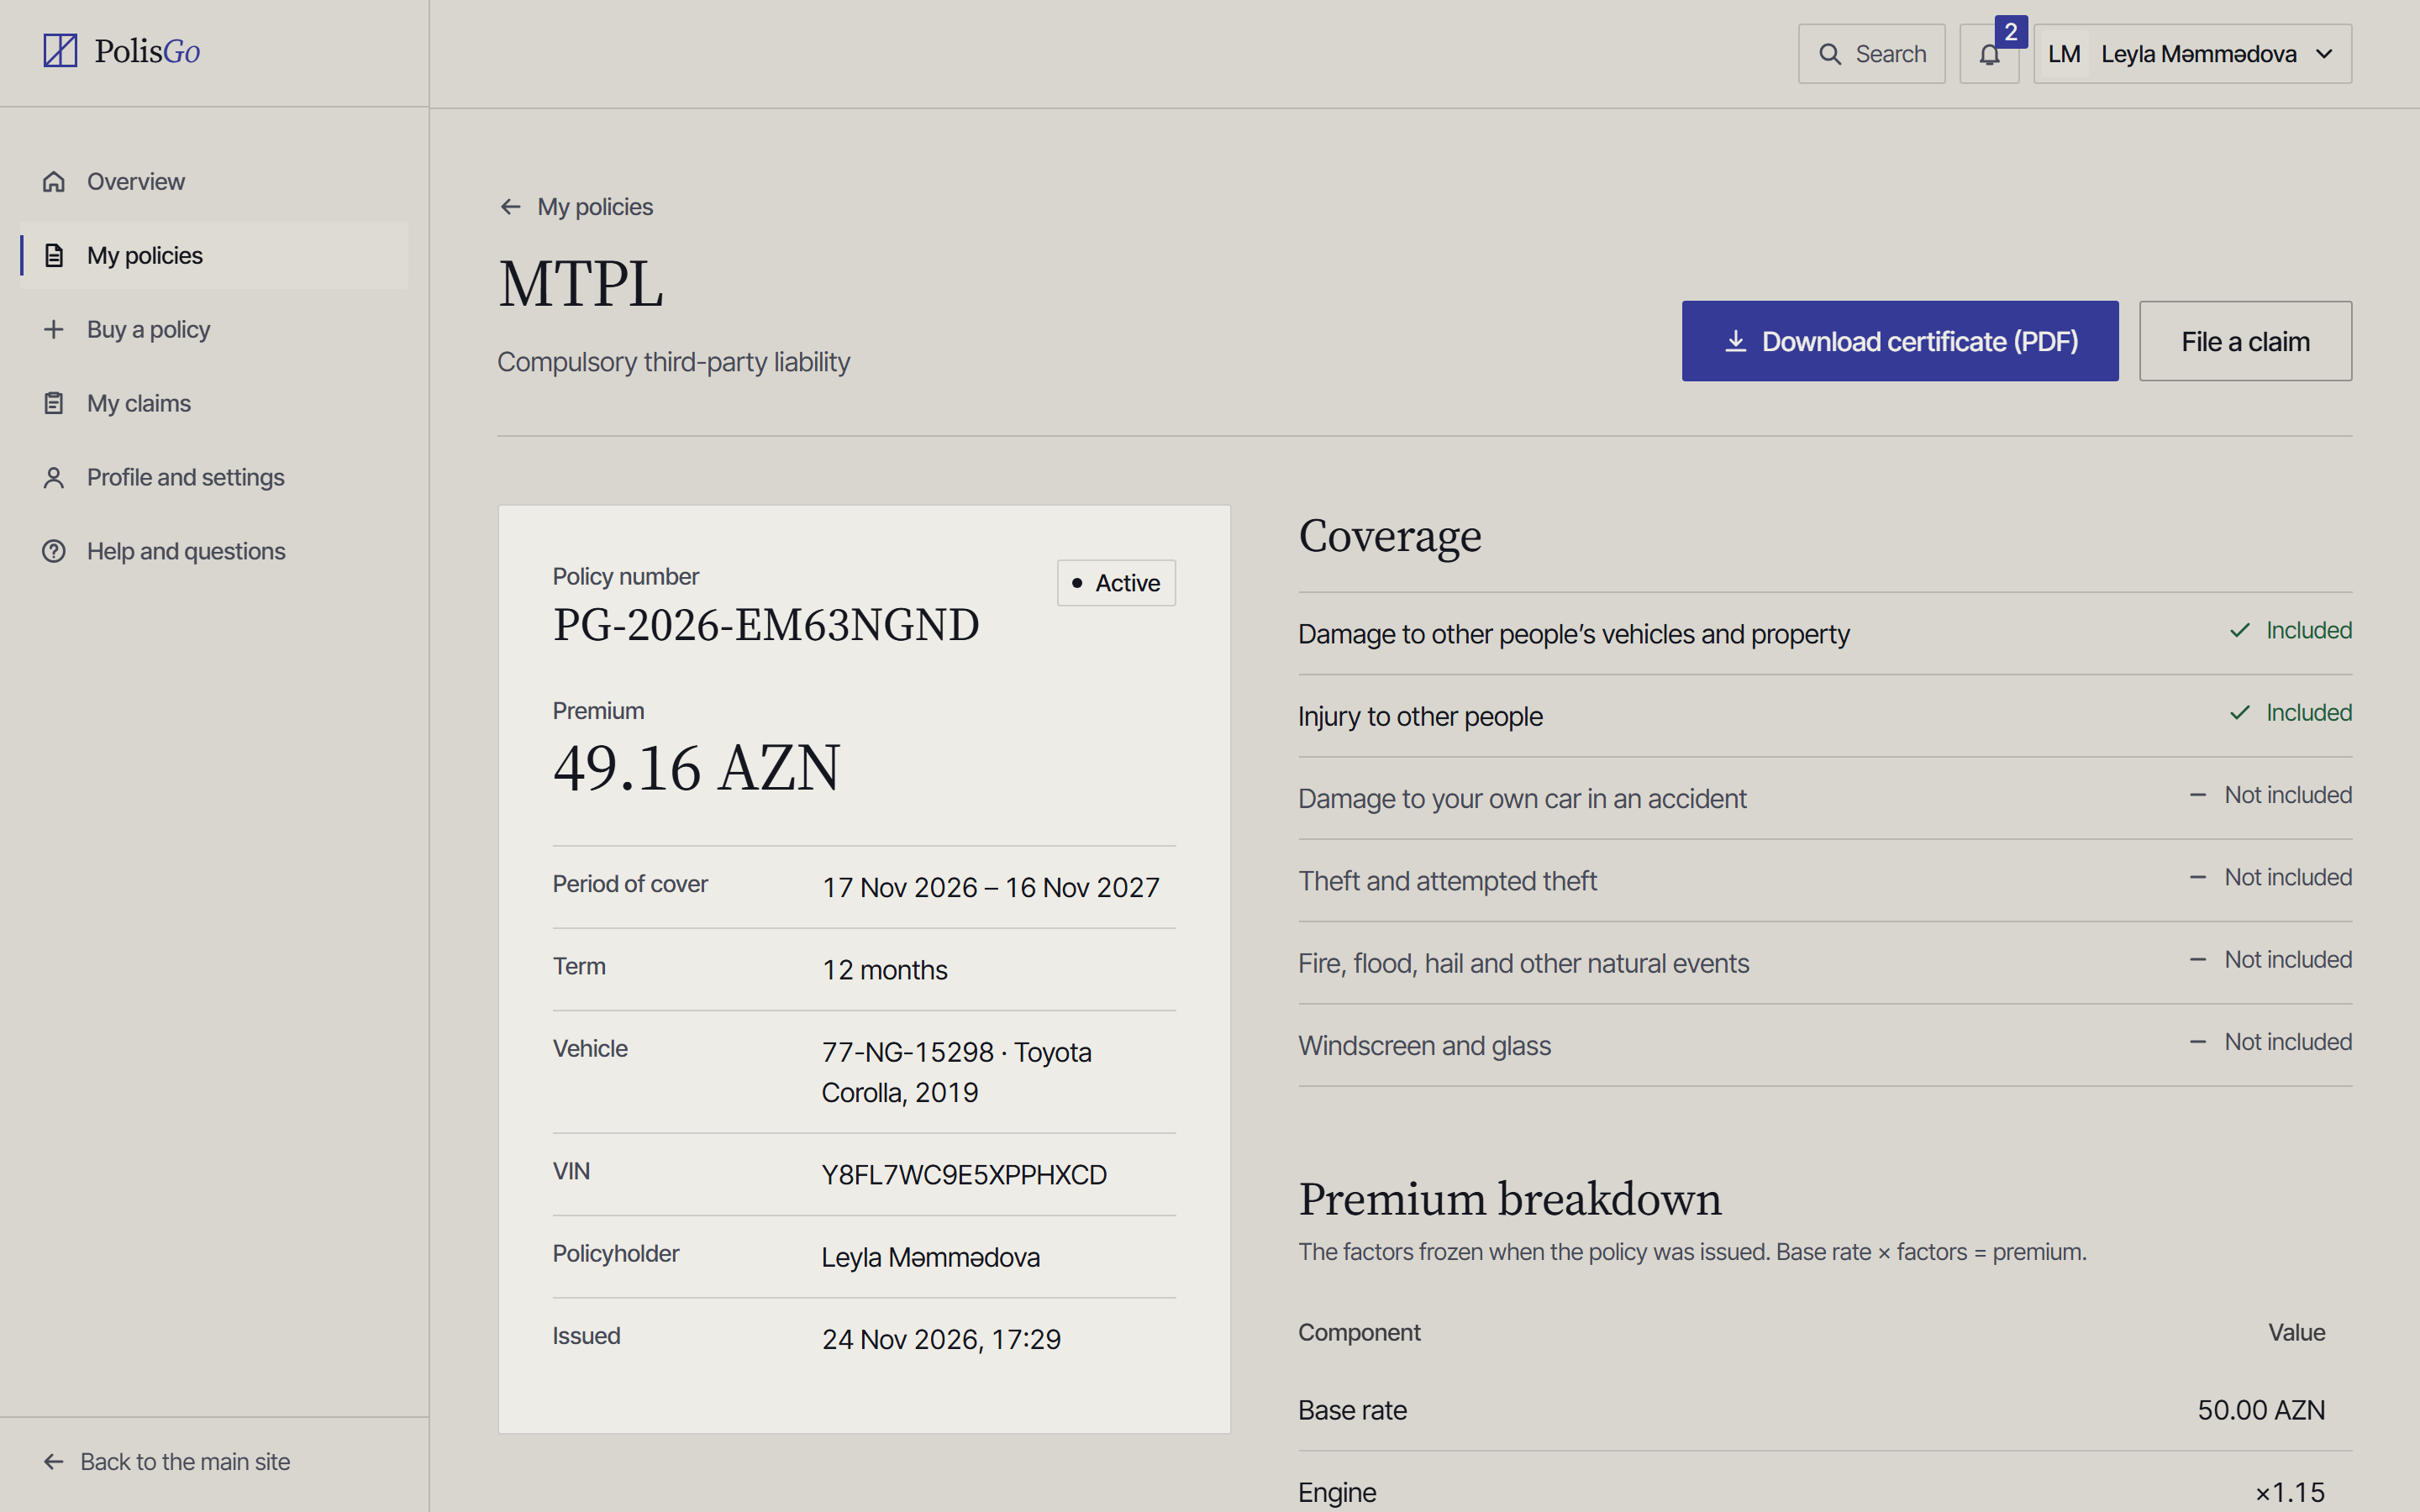 PolisGo
Search
2
LM Leyla Məmmədova
Overview
My policies
Buy a policy
My claims
Profile and settings
Help and questions
Back to the main site
My policies
MTPL
Compulsory third-party liability
Download certificate (PDF)
File a claim
Policy number
Active
PG-2026-EM63NGND
Premium
49.16 AZN
Period of cover 17 Nov 2026 – 16 Nov 2027
Term 12 months
Vehicle 77-NG-15298 · Toyota
Corolla, 2019
VIN Y8FL7WC9E5XPPHXCD
Policyholder Leyla Məmmədova
Issued 24 Nov 2026, 17:29
Coverage
Damage to other people’s vehicles and property Included
Injury to other people Included
Damage to your own car in an accident Not included
Theft and attempted theft Not included
Fire, flood, hail and other natural events Not included
Windscreen and glass Not included
Premium breakdown
The factors frozen when the policy was issued. Base rate × factors = premium.
Component Value
Base rate 50.00 AZN
Engine ×1.15